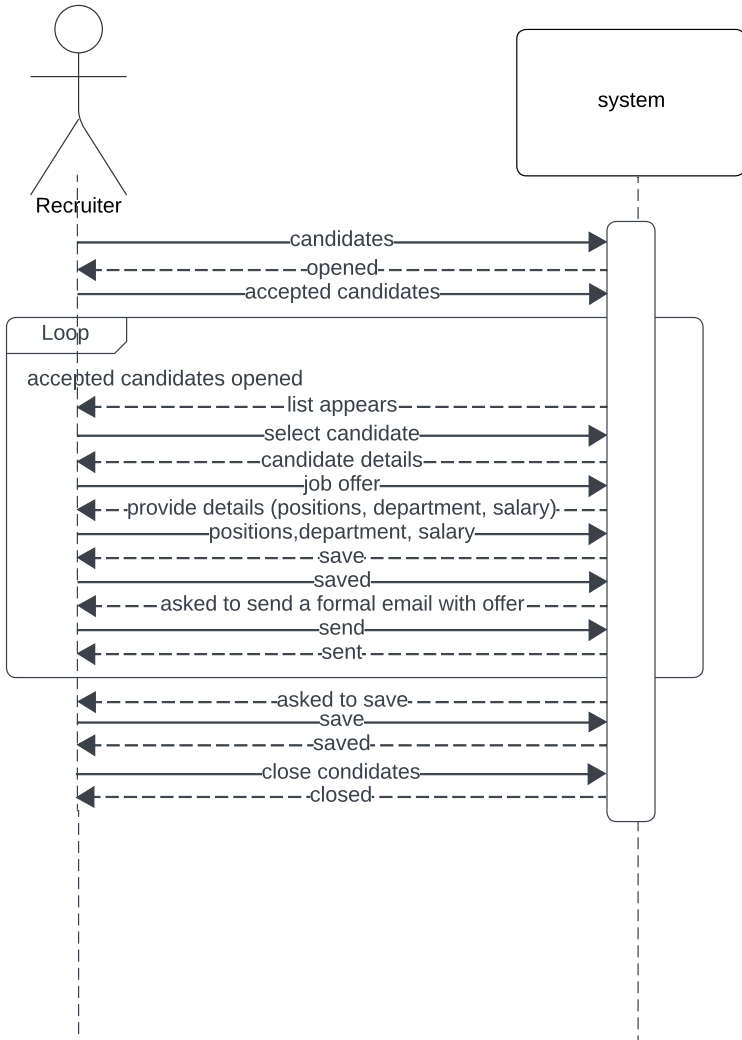 system
Recruiter
candidates
opened
accepted candidates
Loop
accepted candidates opened
list appears
select candidate
candidate details
job offer
provide details (positions, department, salary)
positions,department, salary
save
saved
asked to send a formal email with offer
send
sent
asked to save
save
saved
close condidates
closed